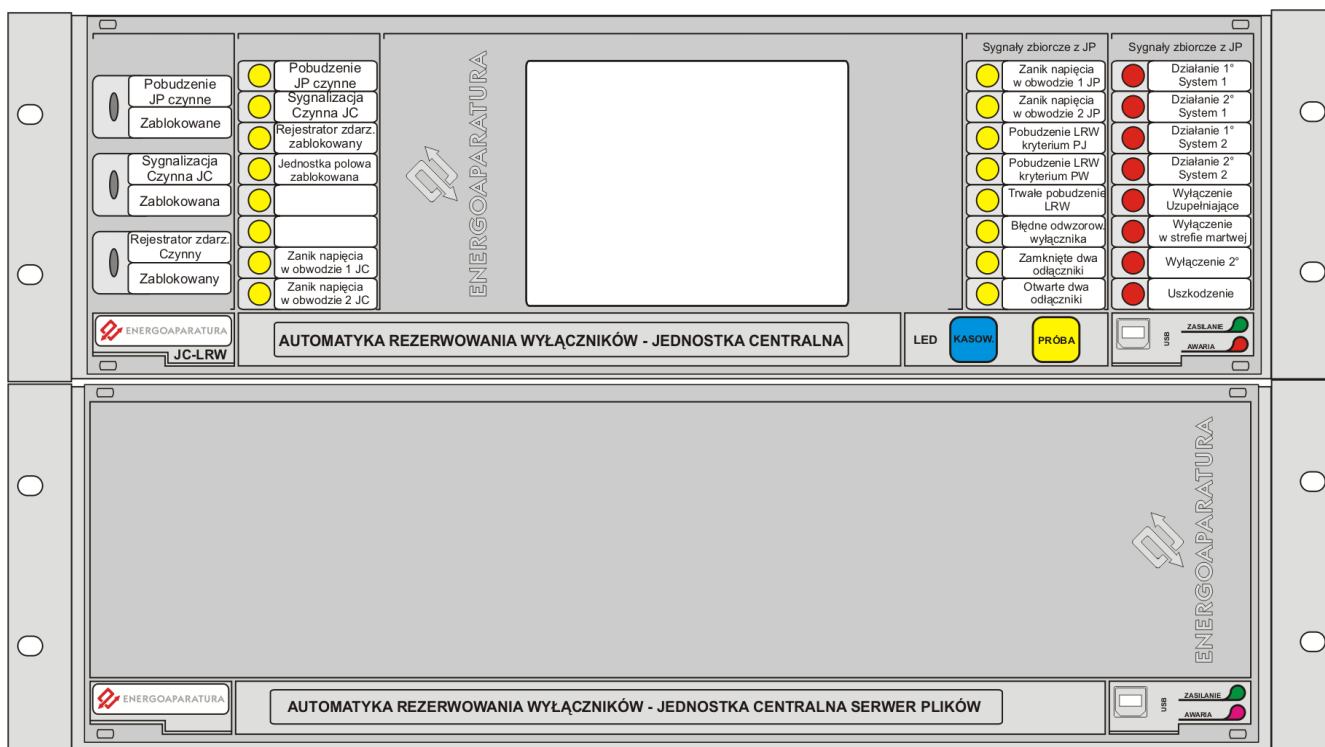 Pobudzenie
JP czynne
Zablokowane
Sygnalizacja
Czynna JC
Zablokowana
Rejestrator zdarz.
Czynny
Zablokowany
Pobudzenie
JP czynne
Sygnalizacja
Czynna JC
Rejestrator zdarz.
zablokowany
Jednostka polowa
zablokowana
Zanik napięcia
w obwodzie 1 JC
Zanik napięcia
w obwodzie 2 JC
ENERGOAPARATURA
Sygnały zbiorcze z JP
Zanik napięcia
w obwodzie 1 JP
Zanik napięcia
w obwodzie 2 JP
Pobudzenie LRW
kryterium PJ
Pobudzenie LRW
kryterium PW
Trwałe pobudzenie
LRW
Błędne odwzorow.
wyłącznika
Zamknięte dwa
odłączniki
Otwarte dwa
odłączniki
Sygnały zbiorcze z JP
Działanie 1°
System 1
Działanie 2°
System 1
Działanie 1°
System 2
Działanie 2°
System 2
Wyłączenie
Uzupełniające
Wyłączenie
w strefie martwej
Wyłączenie 2°
Uszkodzenie
ENERGOAPARATURA
JC-LRW
AUTOMATYKA REZERWOWANIA WYŁĄCZNIKÓW - JEDNOSTKA CENTRALNA
LED
KASOW.
PRÓBA
USB
ZASILANIE
AWARIA
ENERGOAPARATURA
ENERGOAPARATURA
AUTOMATYKA REZERWOWANIA WYŁĄCZNIKÓW - JEDNOSTKA CENTRALNA SERWER PLIKÓW
USB
ZASILANIE
AWARIA